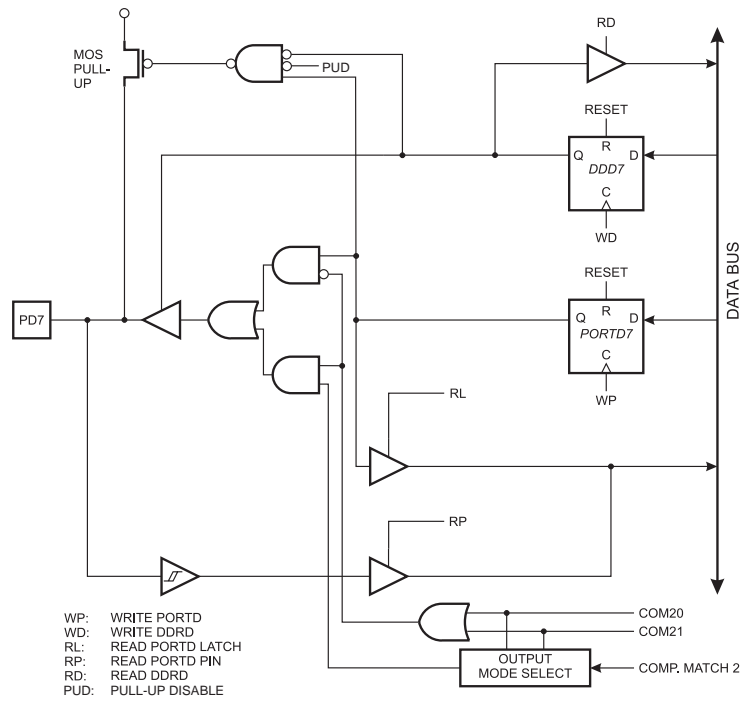 RD
MOS
PULL-
UP
PUD
RESET
R
Q
D
DDD7
C
WD
RESET
R
Q
D
PORTD7
C
WP
PD7
DATA BUS
RL
RP
WP: WRITE PORTD
WD: WRITE DDRD
RL: READ PORTD LATCH
RP: READ PORTD PIN
RD: READ DDRD
PUD: PULL-UP DISABLE
COM20
COM21
OUTPUT
MODE SELECT
COMP. MATCH 2